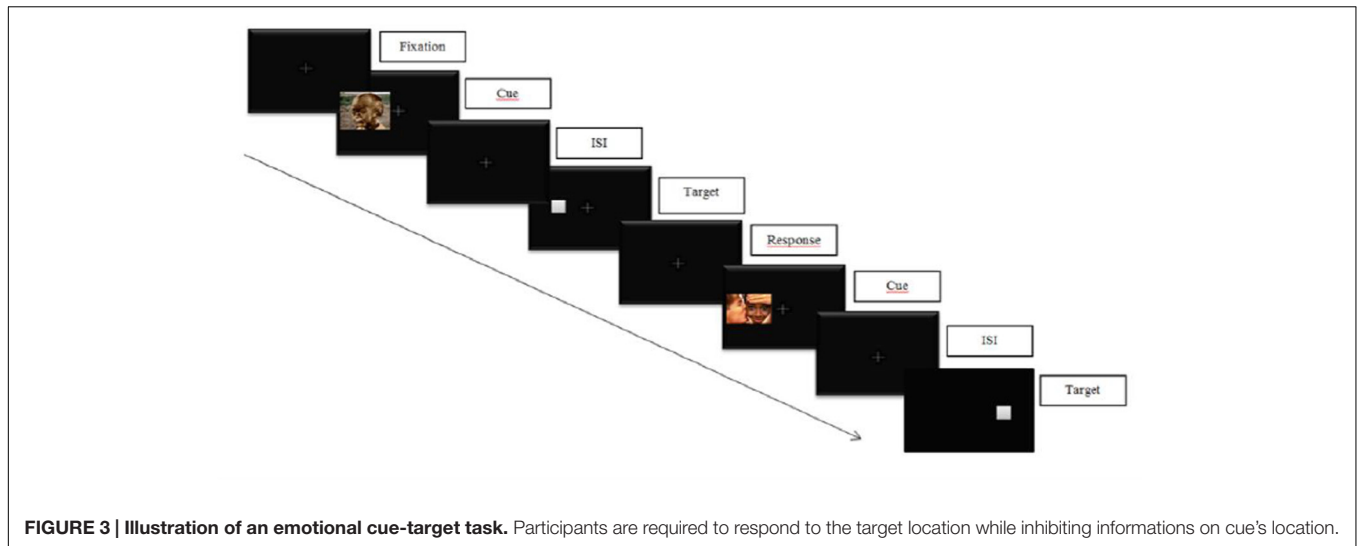 Fixation
Cue
ISI
Target
Response
Cue
ISI
Target
FIGURE 3 | Illustration of an emotional cue-target task. Participants are required to respond to the target location while inhibiting informations on cue's location.